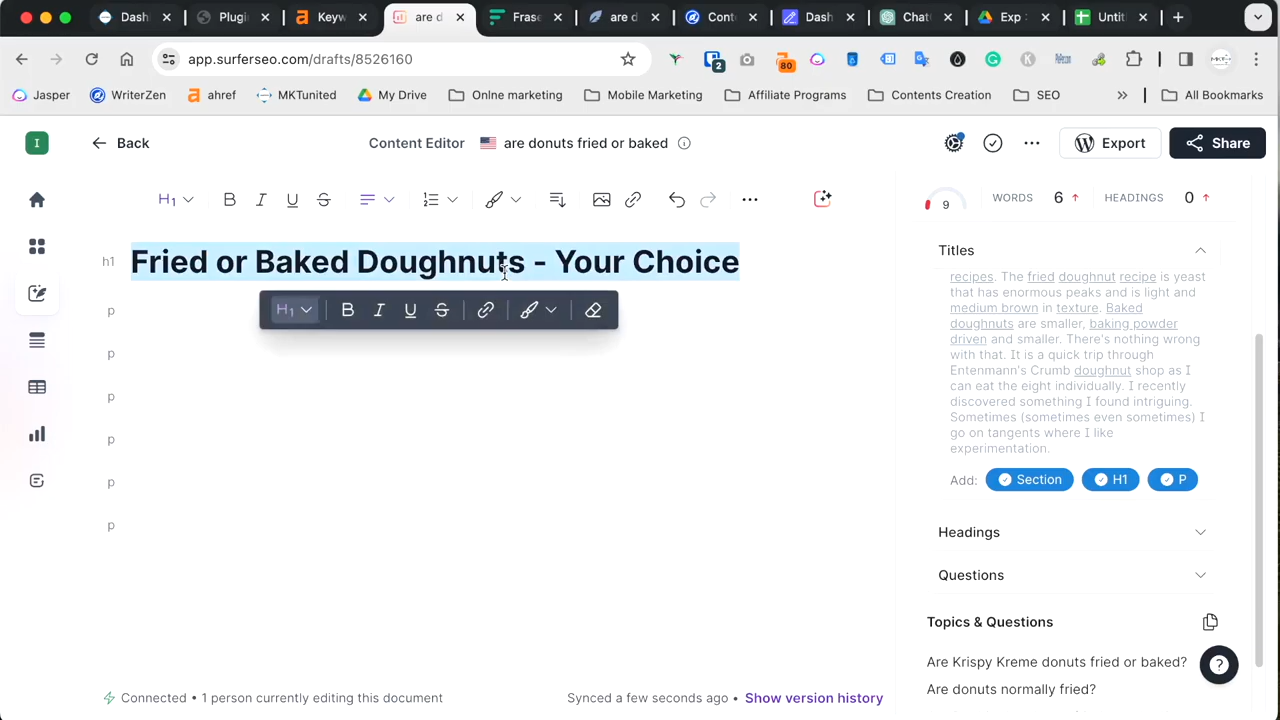 Dash
Plugi
Keyw
are d
Frase
are d
Cont
Dash
Chat
Exp :
Untit
app.surferseo.com/drafts/8526160
2
80
Jasper
WriterZen
ahref
MKTunited
My Drive
Onlne marketing
Mobile Marketing
Affiliate Programs
Contents Creation
SEO
All Bookmarks
I
Back
Content Editor
are donuts fried or baked
Export
Share
H1
B I U S
9
WORDS 6
HEADINGS 0
h1
Fried or Baked Doughnuts - Your Choice
H1 B I U S
p
p
p
p
p
p
Titles
recipes. The fried doughnut recipe is yeast
that has enormous peaks and is light and
medium brown in texture. Baked
doughnuts are smaller, baking powder
driven and smaller. There's nothing wrong
with that. It is a quick trip through
Entenmann's Crumb doughnut shop as I
can eat the eight individually. I recently
discovered something I found intriguing.
Sometimes (sometimes even sometimes) I
go on tangents where I like
experimentation.
Add: Section H1 P
Headings
Questions
Topics & Questions
Are Krispy Kreme donuts fried or baked?
Are donuts normally fried?
Connected • 1 person currently editing this document
Synced a few seconds ago • Show version history